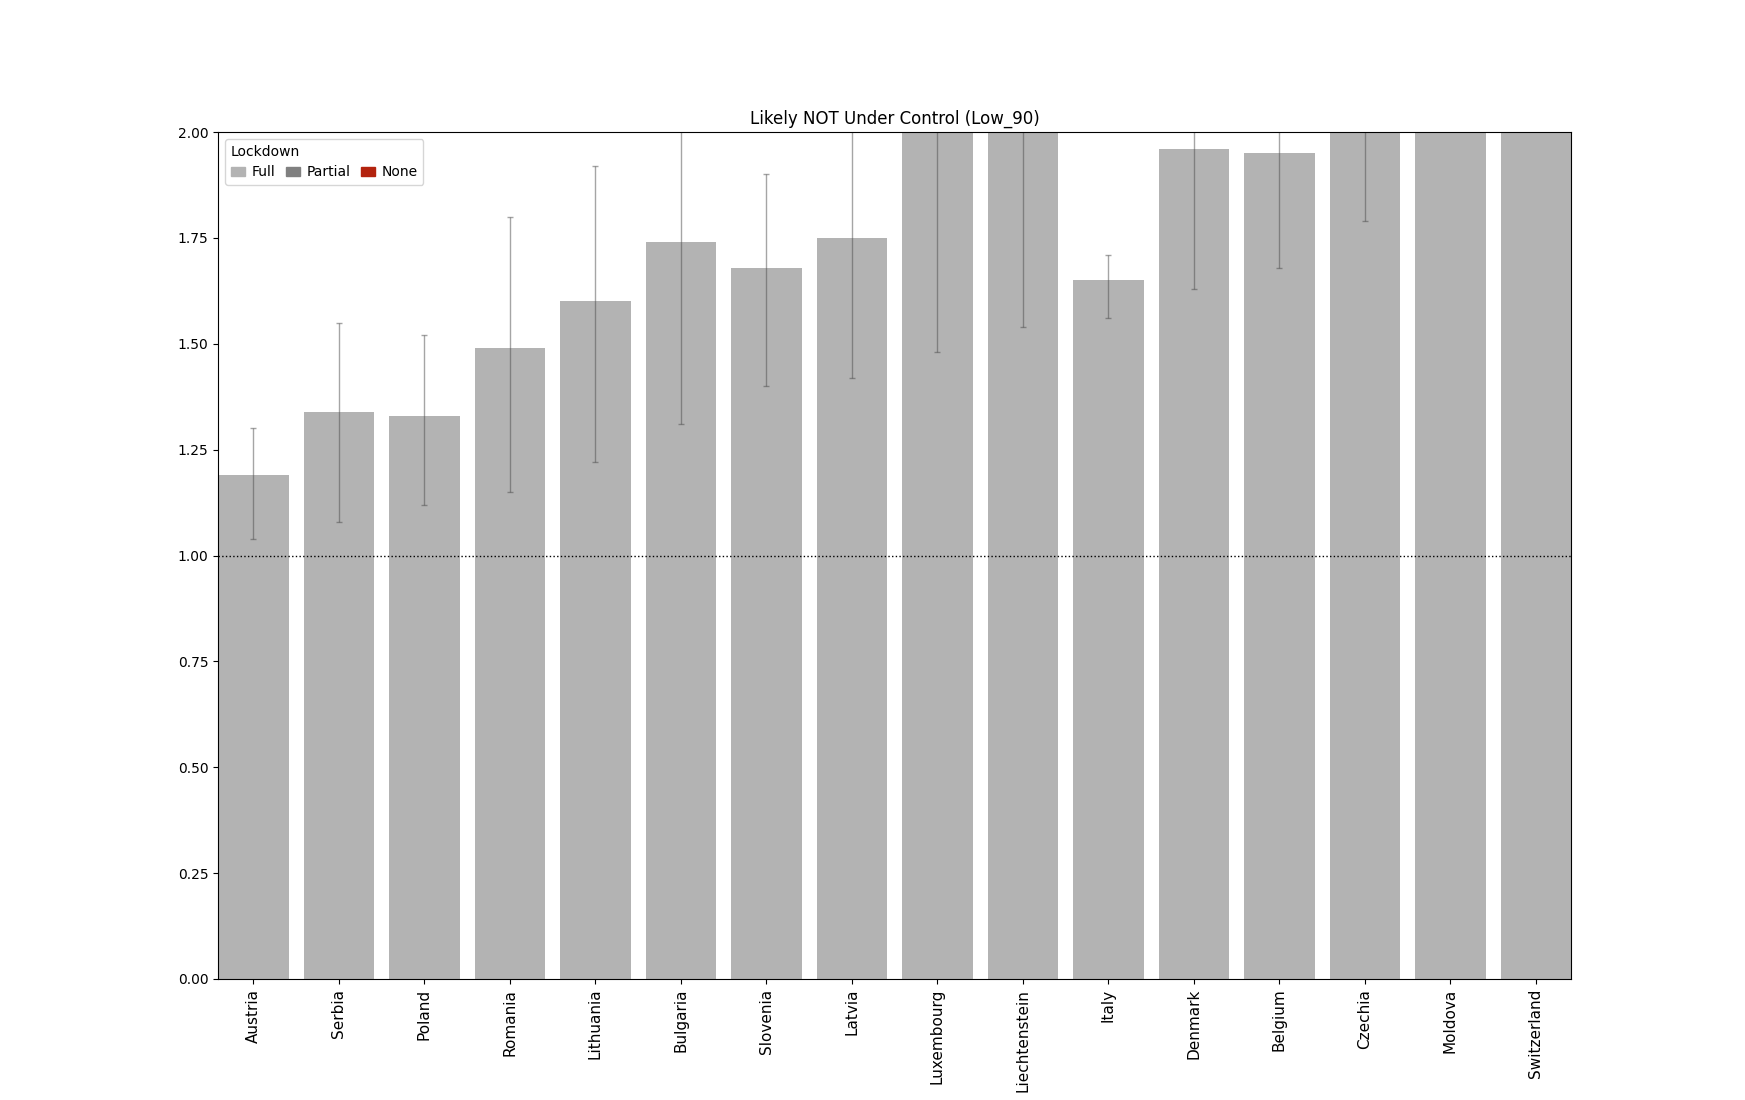 Likely NOT Under Control (Low_90)
Lockdown
Full Partial None
2.00
1.75
1.50
1.25
1.00
0.75
0.50
0.25
0.00
Austria
Serbia
Poland
Romania
Lithuania
Bulgaria
Slovenia
Latvia
Luxembourg
Liechtenstein
Italy
Denmark
Belgium
Czechia
Moldova
Switzerland